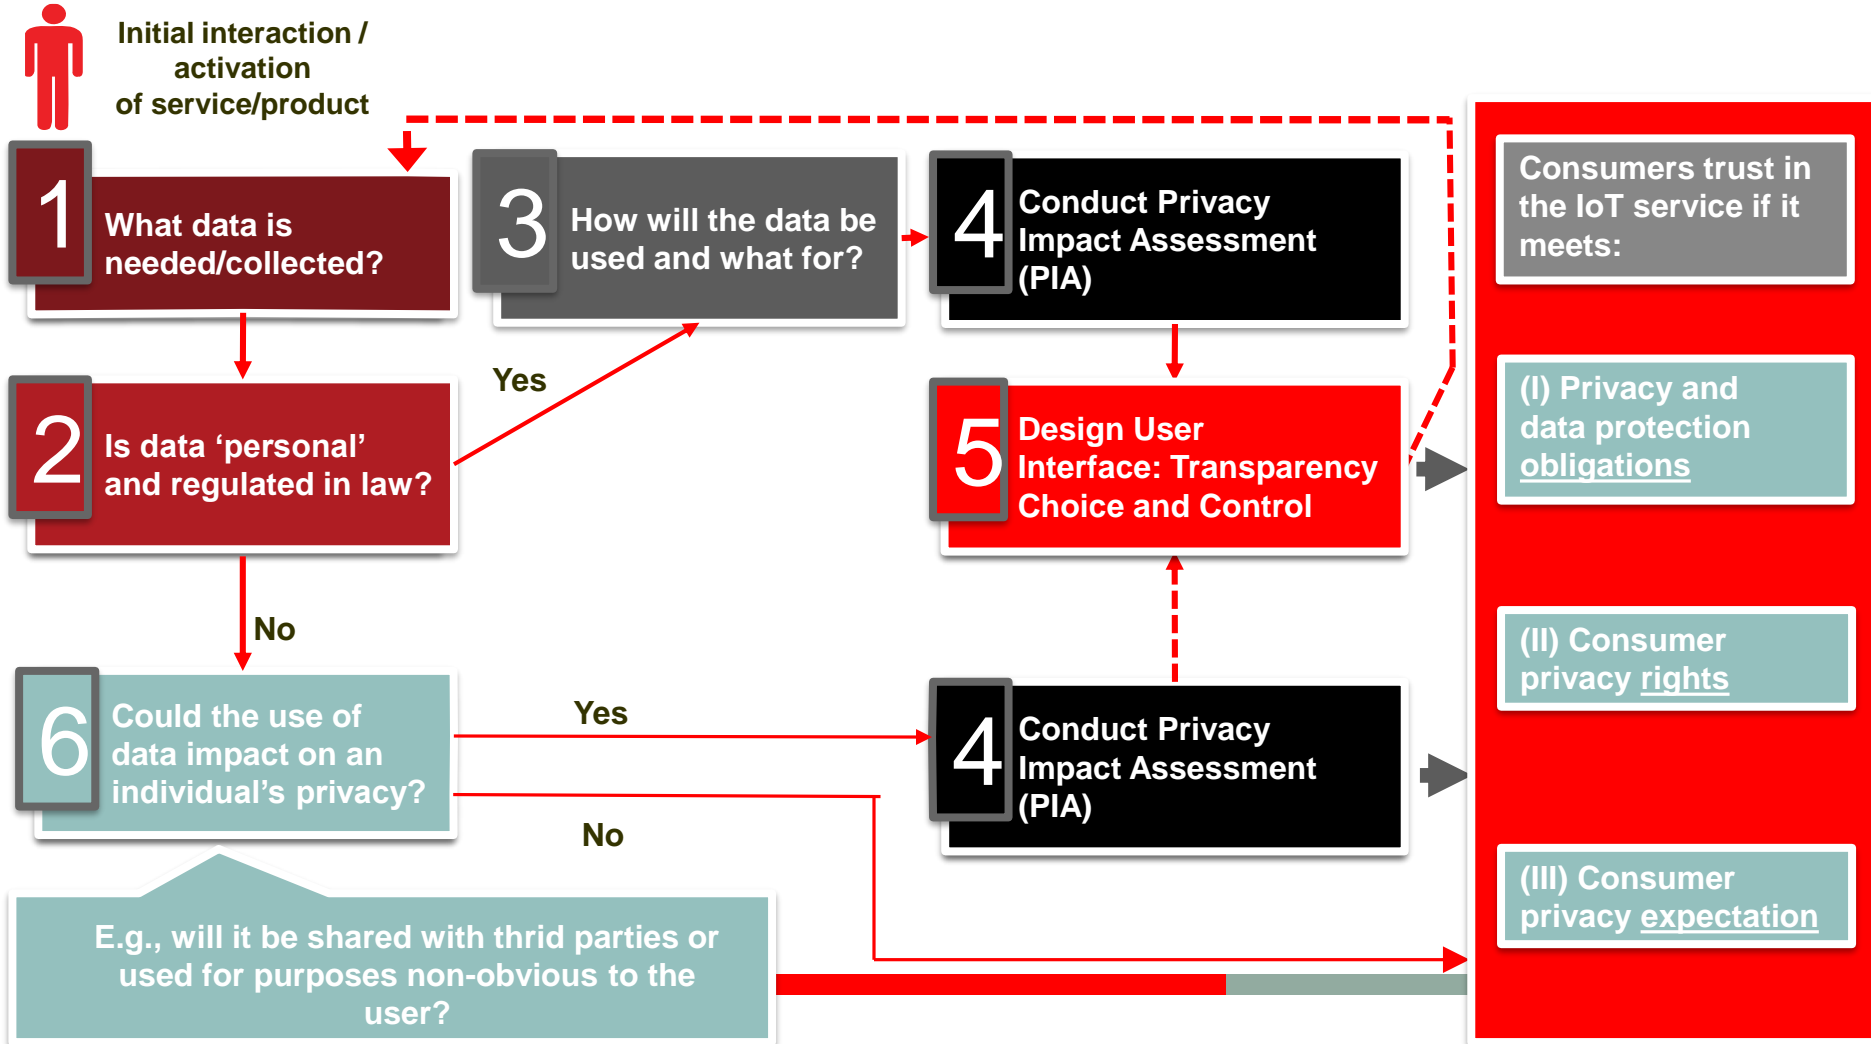 Initial interaction /
activation
of service/product
1
What data is
needed/collected?
3
How will the data be
used and what for?
4
Conduct Privacy
Impact Assessment
(PIA)
Consumers trust in
the IoT service if it
meets:
Yes
2
Is data ‘personal’
and regulated in law?
5
Design User
Interface: Transparency
Choice and Control
(I) Privacy and
data protection
obligations
No
6
Could the use of
data impact on an
individual’s privacy?
Yes
No
4
Conduct Privacy
Impact Assessment
(PIA)
(II) Consumer
privacy rights
(III) Consumer
privacy expectation
E.g., will it be shared with thrid parties or
used for purposes non-obvious to the
user?